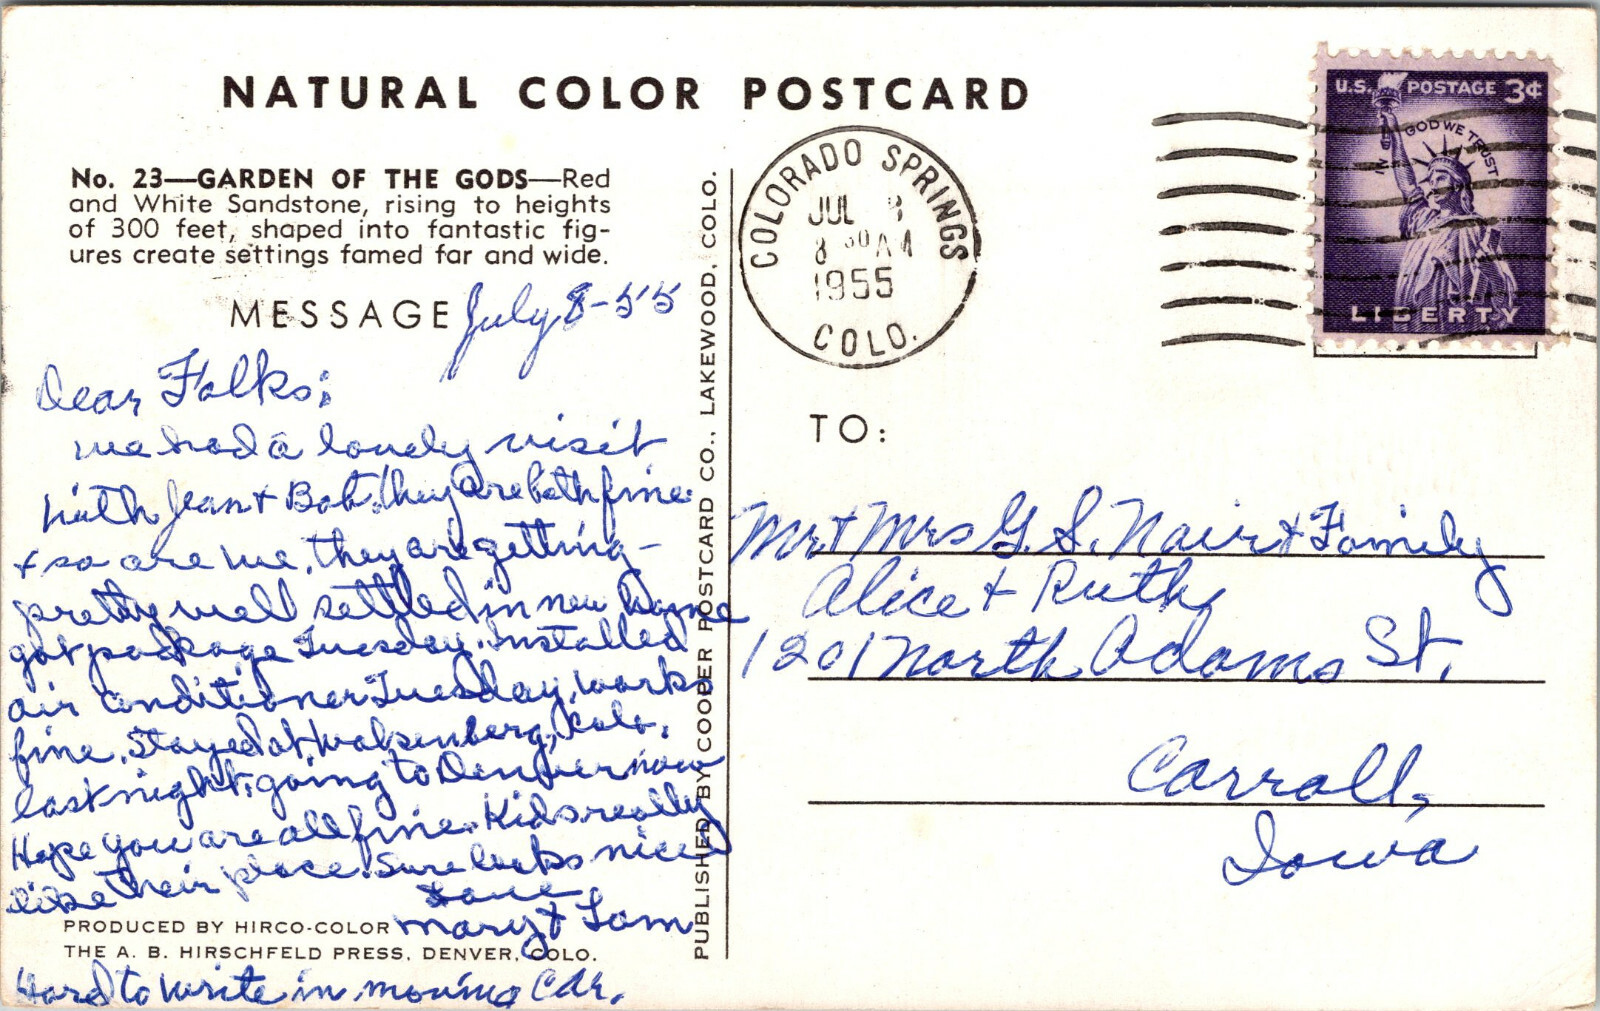 NATURAL COLOR POSTCARD
No. 23—GARDEN OF THE GODS—Red
and White Sandstone, rising to heights
of 300 feet, shaped into fantastic fig-
ures create settings famed far and wide.
MESSAGE July 8-55
Dear Folks;
we had a lovely visit
with Jean + Bob. they are both fine
+ so are we. they are getting
pretty well settled in new home
got package Tuesday. Installed
air conditioner Tuesday, works
fine. Stayed at Walsenberg, Colo.
last night. going to Denver now
Hope you are all fine. Kids really
like their place. Sure looks nice
Love
Mary + Tom
PRODUCED BY HIRCO-COLOR
THE A. B. HIRSCHFELD PRESS, DENVER, COLO.
Hard to write in moving car.
PUBLISHED BY COOPER POSTCARD CO., LAKEWOOD, COLO.
COLORADO SPRINGS
JUL 8
8 30 AM
1955
COLO.
U.S. POSTAGE 3¢
IN GOD WE TRUST
LIBERTY
TO:
Mr + Mrs G. S. Nair + Family
Alice + Ruth
1201 North Adams St.
Carroll,
Iowa